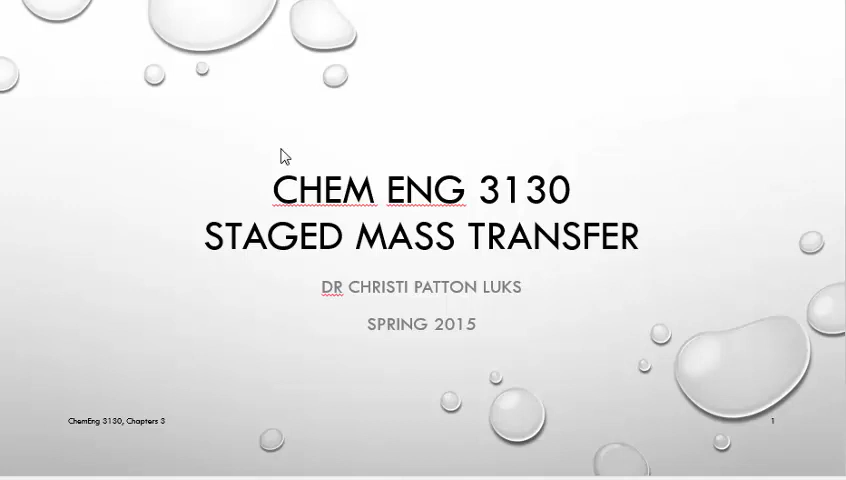 CHEM ENG 3130
STAGED MASS TRANSFER
DR CHRISTI PATTON LUKS
SPRING 2015
ChemEng 3130, Chapters 3
1